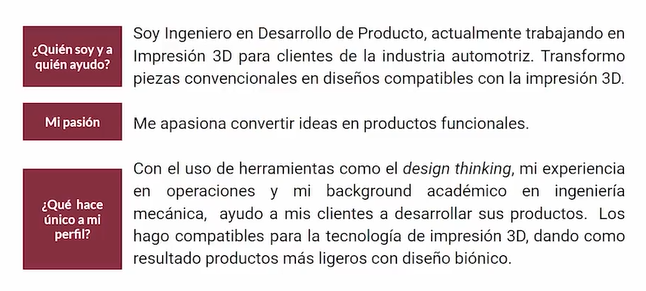 ¿Quién soy y a
quién ayudo?
Soy Ingeniero en Desarrollo de Producto, actualmente trabajando en
Impresión 3D para clientes de la industria automotriz. Transformo
piezas convencionales en diseños compatibles con la impresión 3D.
Mi pasión
Me apasiona convertir ideas en productos funcionales.
¿Qué hace
único a mi
perfil?
Con el uso de herramientas como el design thinking, mi experiencia
en operaciones y mi background académico en ingeniería
mecánica, ayudo a mis clientes a desarrollar sus productos. Los
hago compatibles para la tecnología de impresión 3D, dando como
resultado productos más ligeros con diseño biónico.